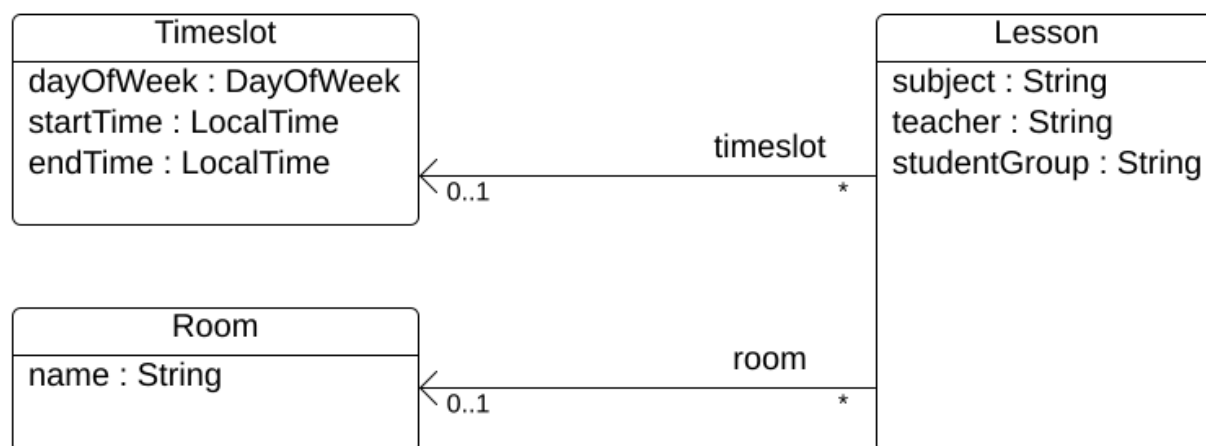 Timeslot
dayOfWeek : DayOfWeek
startTime : LocalTime
endTime : LocalTime
timeslot
0..1
*
Lesson
subject : String
teacher : String
studentGroup : String
Room
name : String
room
0..1
*